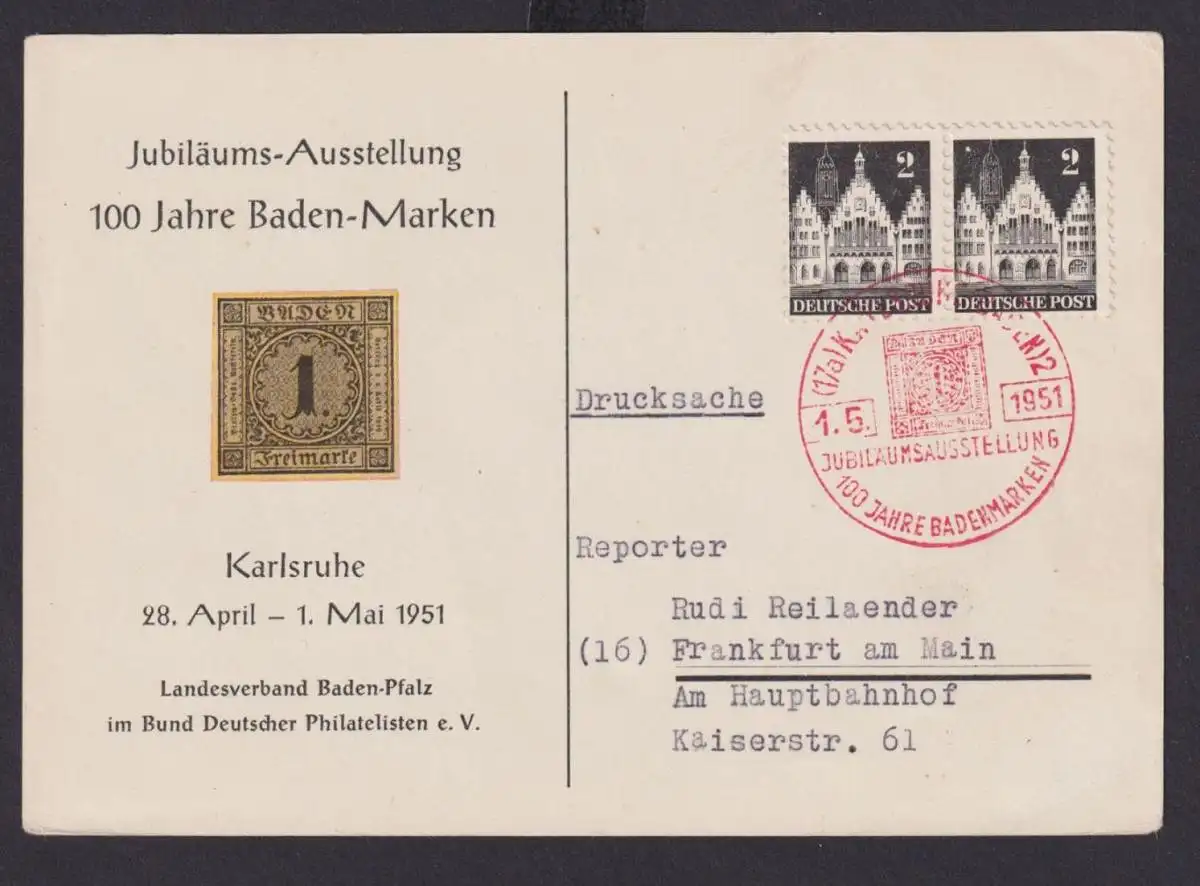 Jubiläums-Ausstellung
100 Jahre Baden-Marken
BADEN
1.
Freimarke
Karlsruhe
28. April – 1. Mai 1951
Landesverband Baden-Pfalz
im Bund Deutscher Philatelisten e. V.
2
DEUTSCHE POST
2
DEUTSCHE POST
(17a)
2
1.5.
1951
JUBILÄUMSAUSSTELLUNG
100 JAHRE BADENMARKEN
Drucksache
Reporter
Rudi Reilaender
(16) Frankfurt am Main
Am Hauptbahnhof
Kaiserstr. 61